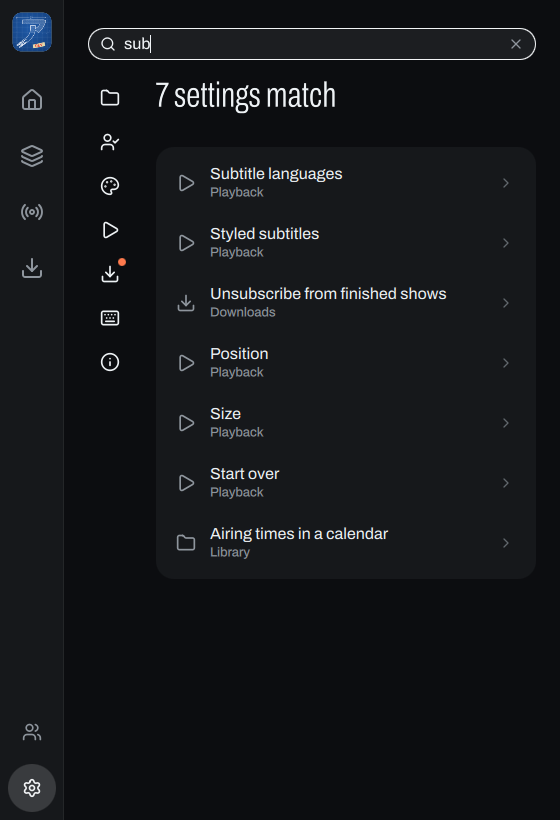 sub
7 settings match
Subtitle languages
Playback
Styled subtitles
Playback
Unsubscribe from finished shows
Downloads
Position
Playback
Size
Playback
Start over
Playback
Airing times in a calendar
Library